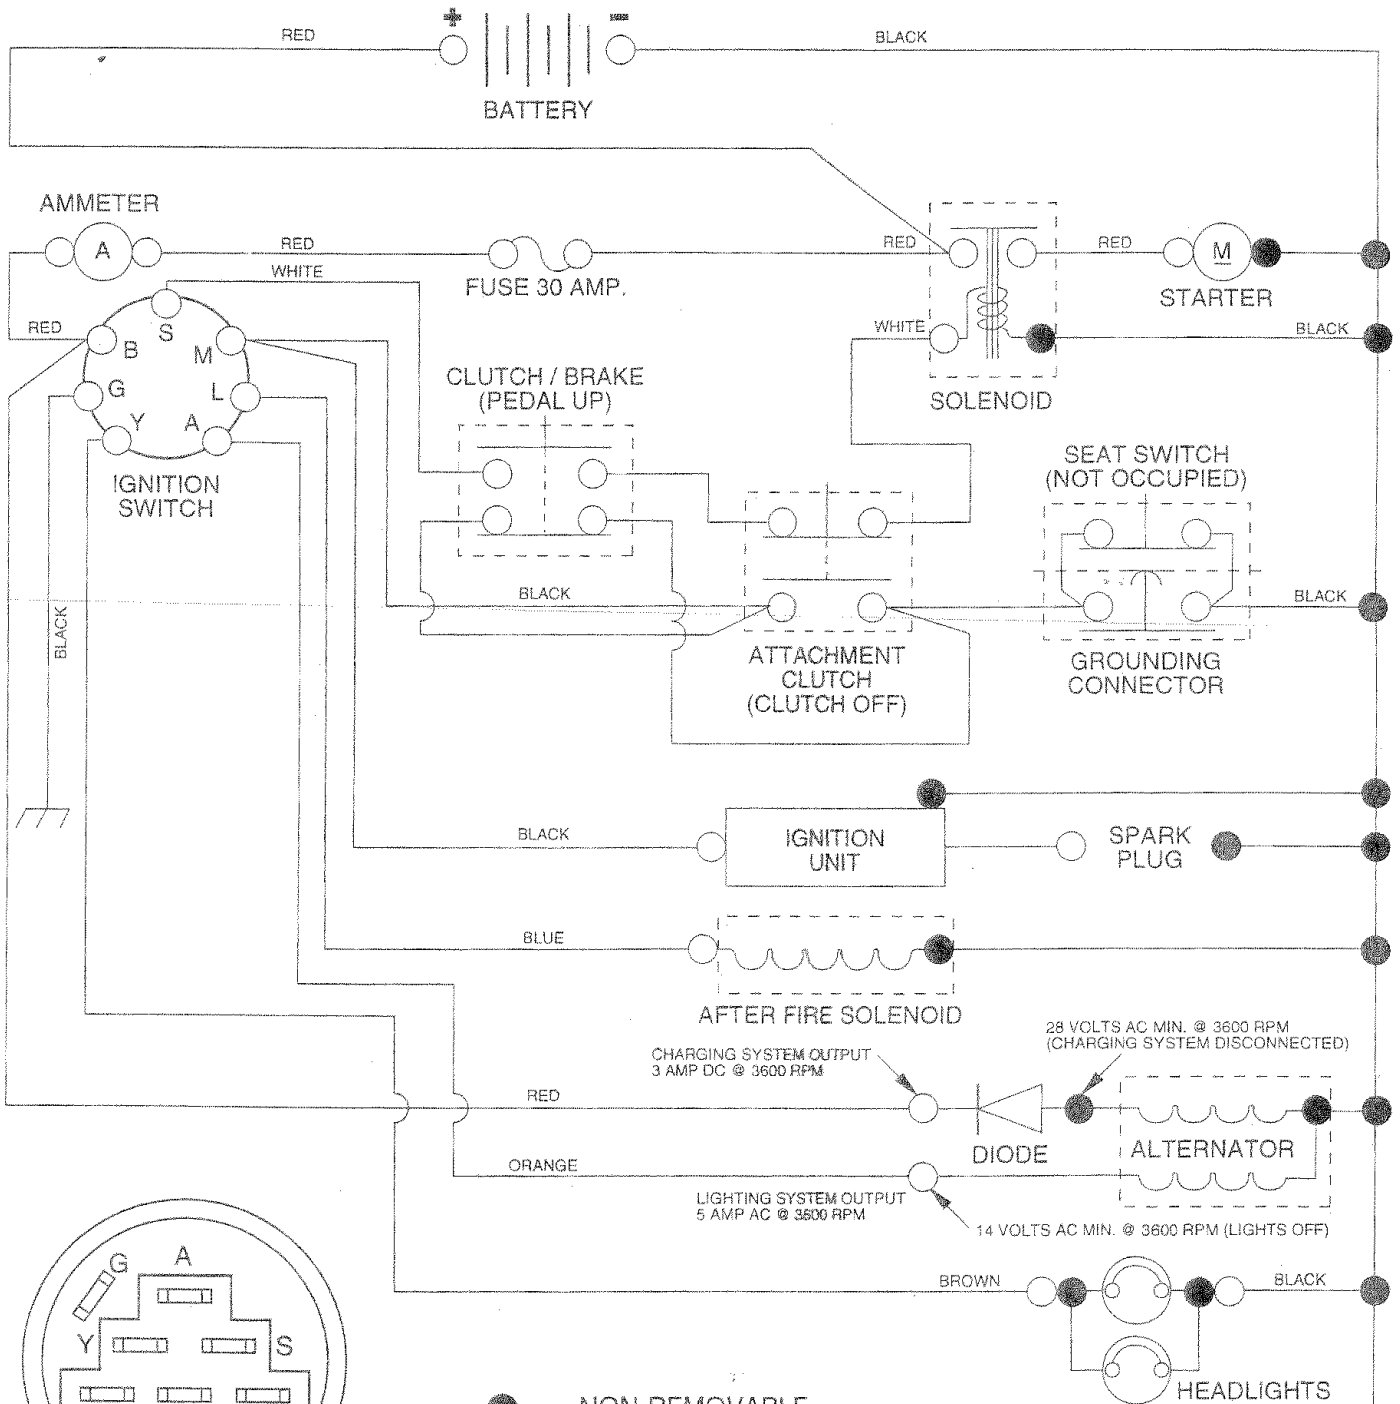 + -
RED
BLACK
BATTERY
AMMETER
A
RED
WHITE
FUSE 30 AMP.
RED
RED
M
STARTER
RED
S
B
M
G
L
Y
A
IGNITION
SWITCH
WHITE
BLACK
SOLENOID
CLUTCH / BRAKE
(PEDAL UP)
SEAT SWITCH
(NOT OCCUPIED)
BLACK
BLACK
BLACK
ATTACHMENT
CLUTCH
(CLUTCH OFF)
GROUNDING
CONNECTOR
BLACK
IGNITION
UNIT
SPARK
PLUG
BLUE
AFTER FIRE SOLENOID
28 VOLTS AC MIN. @ 3600 RPM
(CHARGING SYSTEM DISCONNECTED)
CHARGING SYSTEM OUTPUT
3 AMP DC @ 3600 RPM
RED
DIODE
ALTERNATOR
ORANGE
LIGHTING SYSTEM OUTPUT
5 AMP AC @ 3600 RPM
14 VOLTS AC MIN. @ 3600 RPM (LIGHTS OFF)
BROWN
BLACK
HEADLIGHTS
G
A
Y
S
NON-REMOVABLE